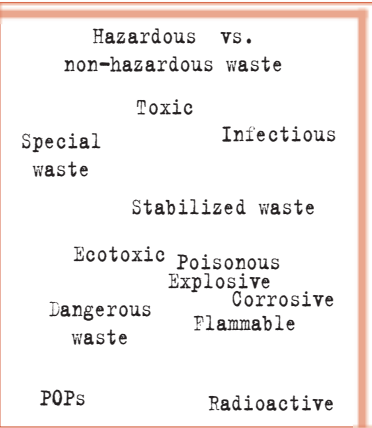 Hazardous vs.
non-hazardous waste
Toxic
Infectious
Special
waste
Stabilized waste
Ecotoxic
Poisonous
Explosive
Corrosive
Dangerous
waste
Flammable
POPs
Radioactive